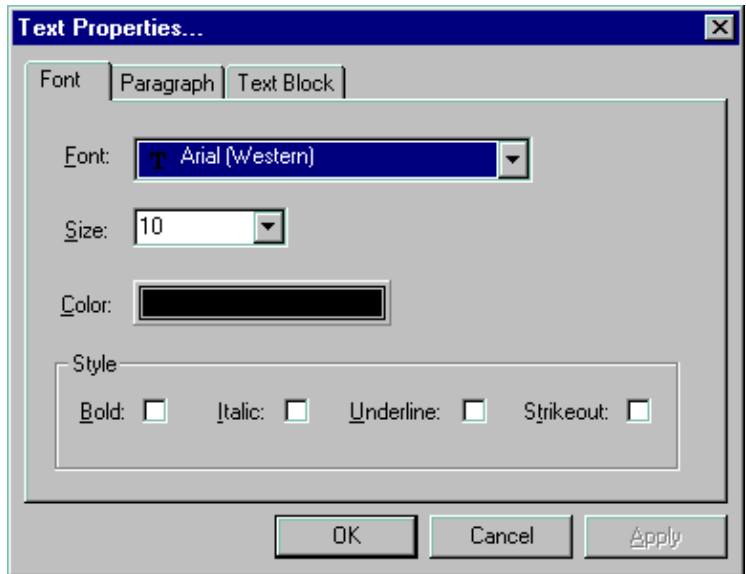 Text Properties...
Font Paragraph Text Block
Font: T Arial (Western)
Size: 10
Color:
Style
Bold: Italic: Underline: Strikeout:
OK Cancel Apply